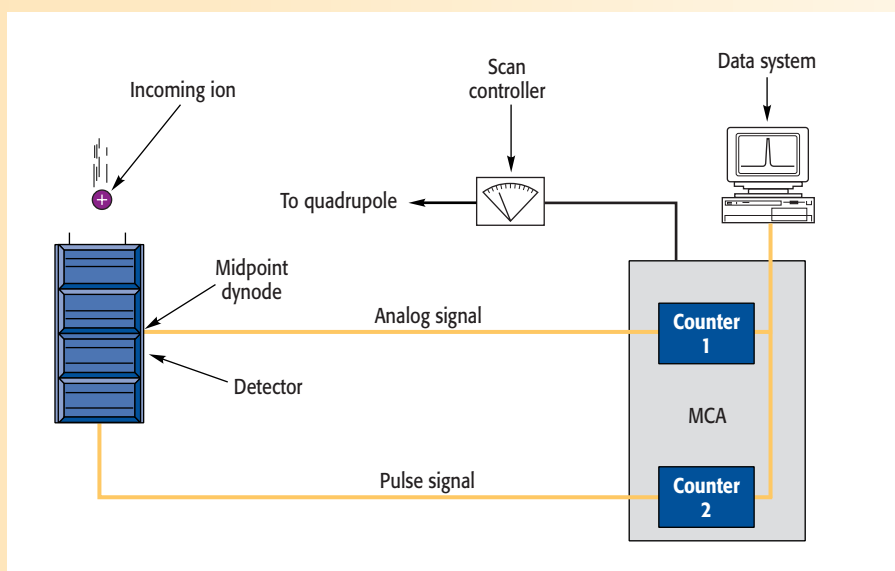 Incoming ion
Scan
controller
Data system
+
To quadrupole
Midpoint
dynode
Analog signal
Counter
1
Detector
MCA
Pulse signal
Counter
2